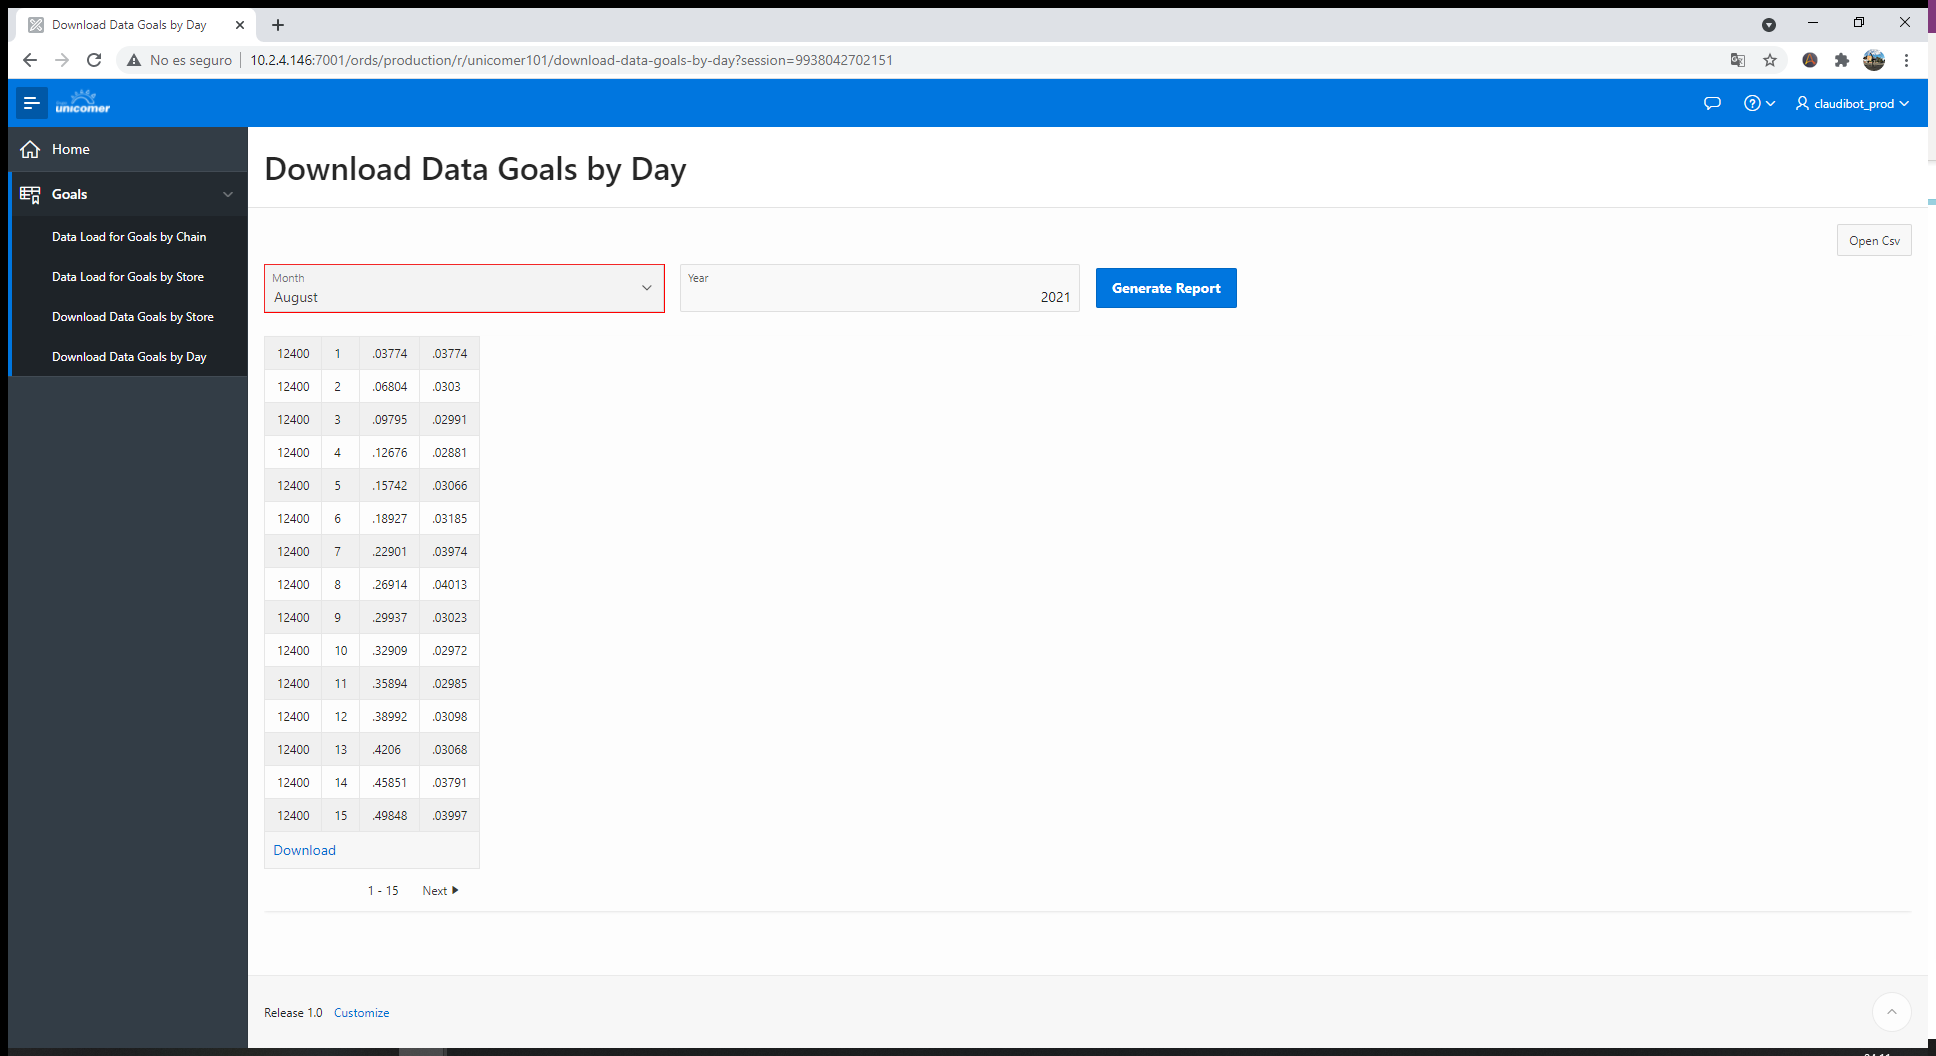 Download Data Goals by Day
No es seguro 10.2.4.146:7001/ords/production/r/unicomer101/download-data-goals-by-day?session=9938042702151
unicomer
claudibot_prod
Home
Goals
Data Load for Goals by Chain
Data Load for Goals by Store
Download Data Goals by Store
Download Data Goals by Day
Download Data Goals by Day
Open Csv
Month
August
Year
2021
Generate Report
12400 1 .03774 .03774
12400 2 .06804 .0303
12400 3 .09795 .02991
12400 4 .12676 .02881
12400 5 .15742 .03066
12400 6 .18927 .03185
12400 7 .22901 .03974
12400 8 .26914 .04013
12400 9 .29937 .03023
12400 10 .32909 .02972
12400 11 .35894 .02985
12400 12 .38992 .03098
12400 13 .4206 .03068
12400 14 .45851 .03791
12400 15 .49848 .03997
Download
1 - 15 Next
Release 1.0 Customize